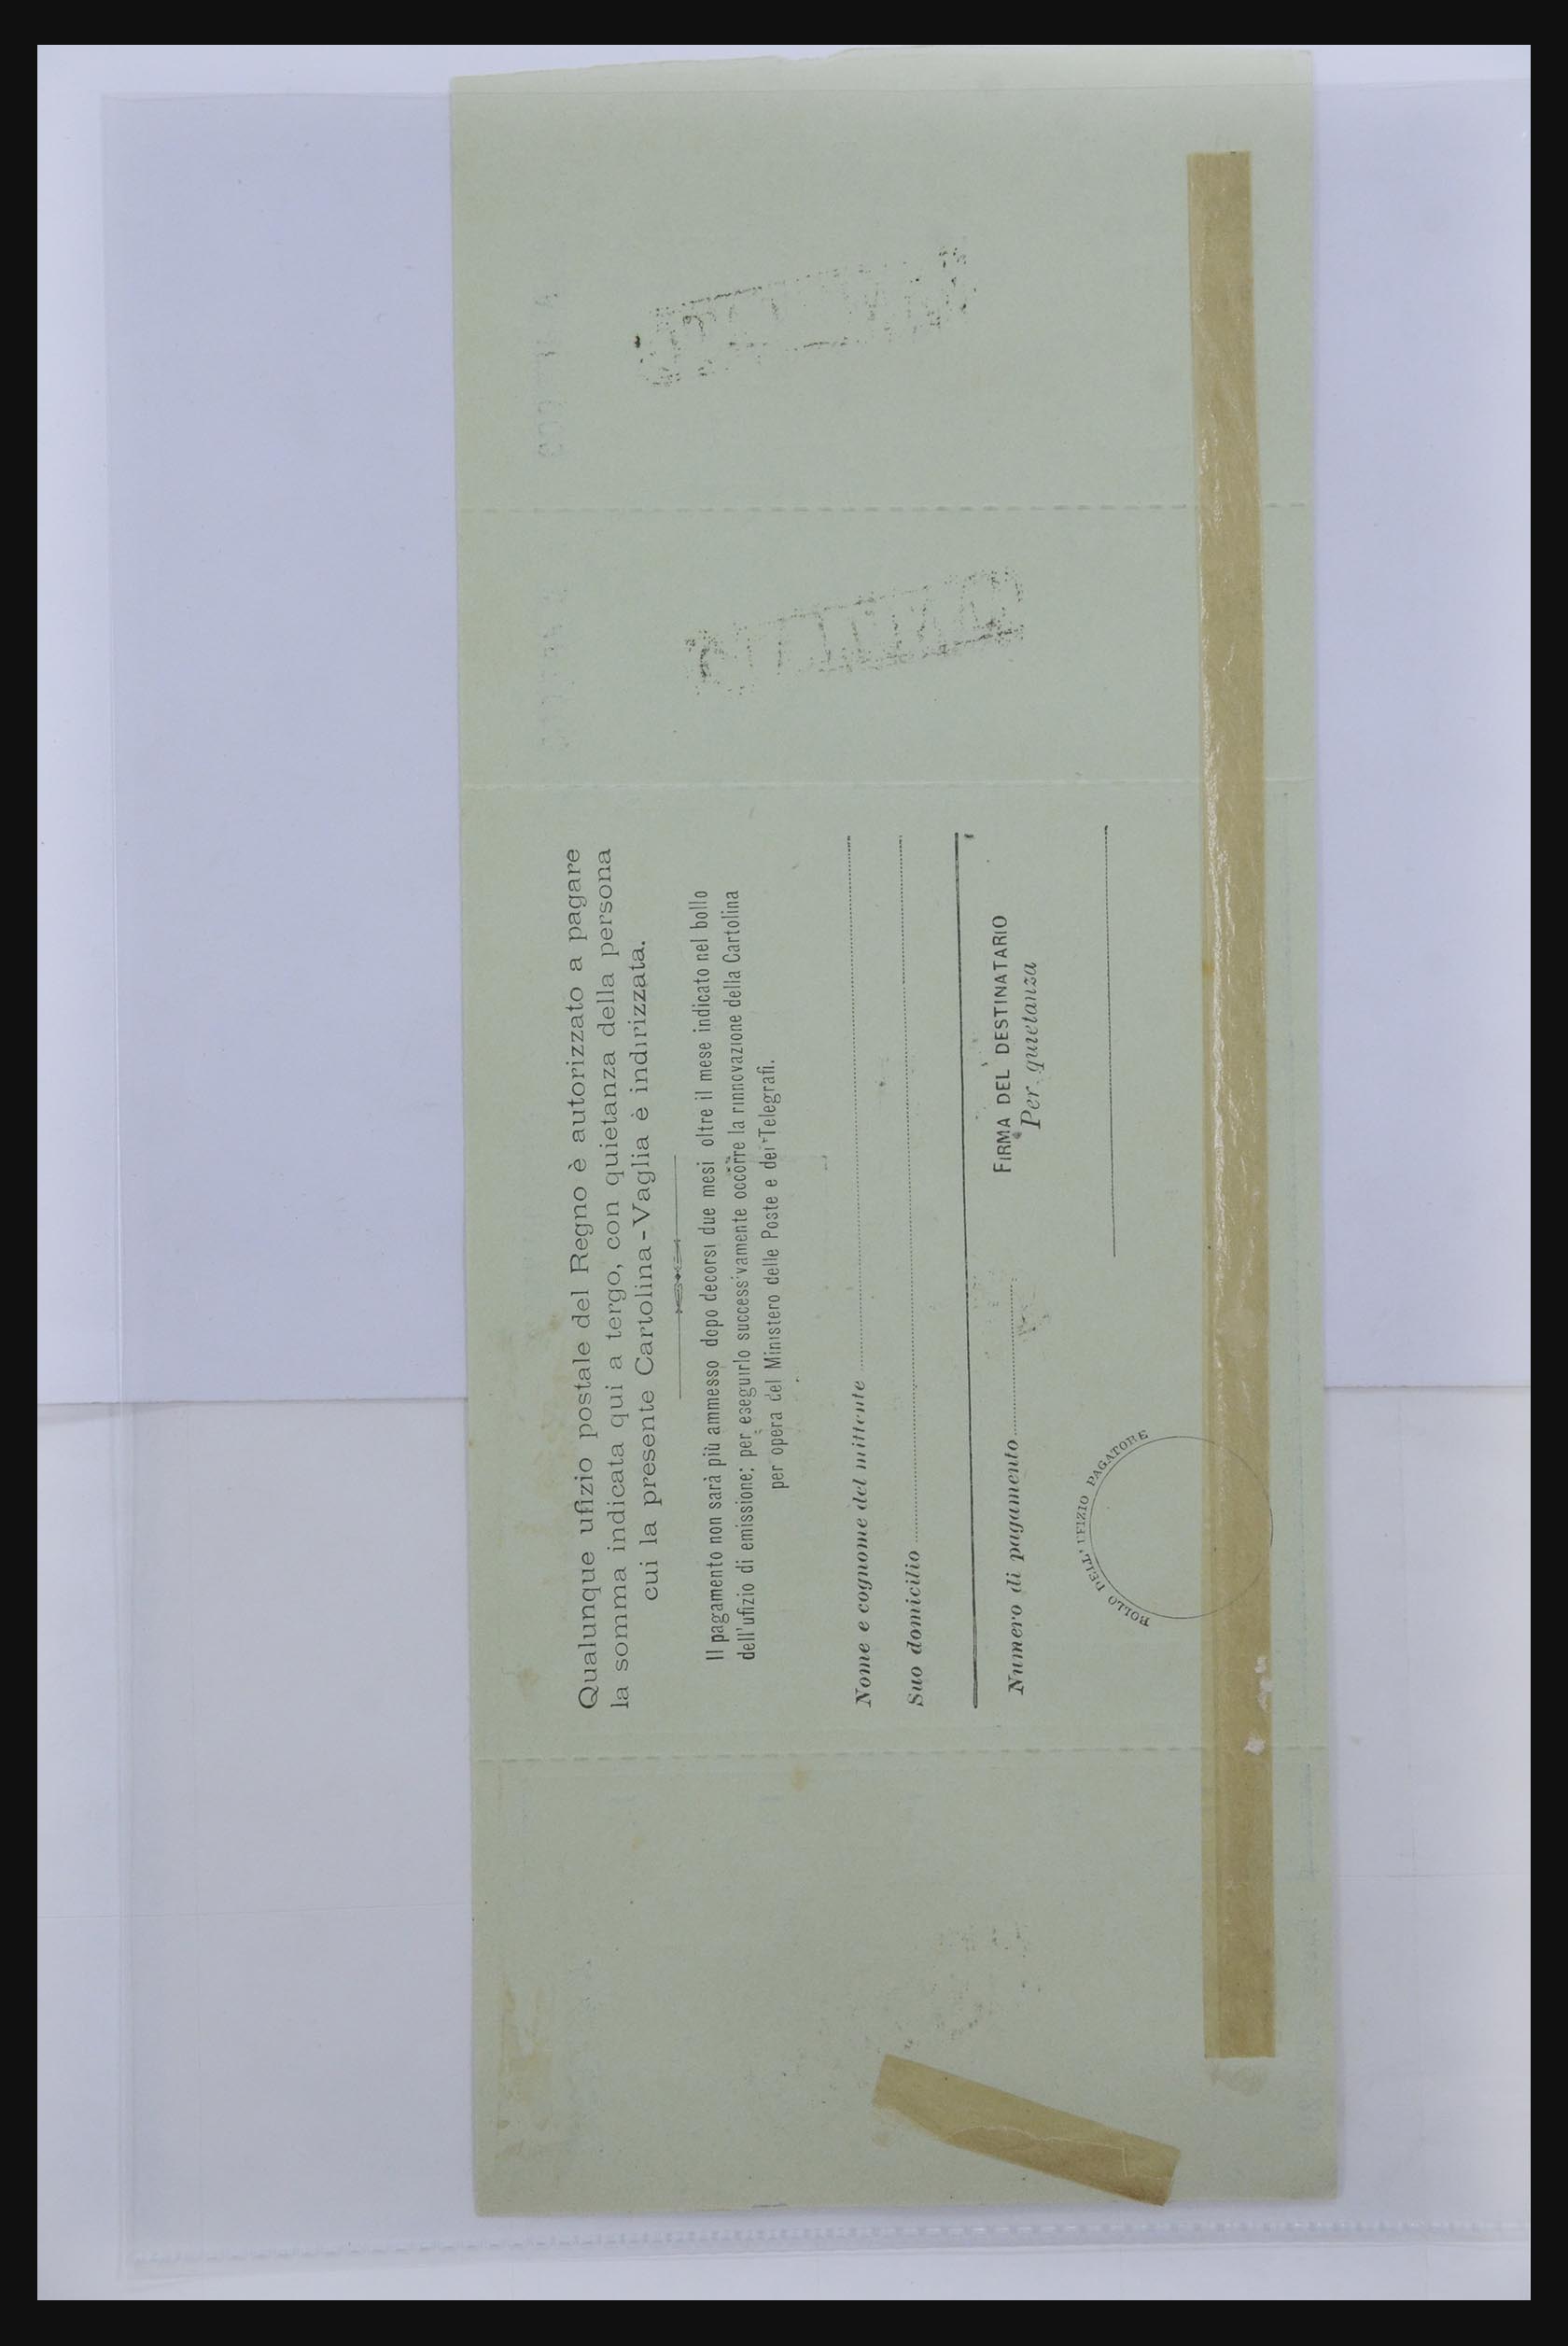 Qualunque ufizio postale del Regno è autorizzato a pagare
la somma indicata qui a tergo, con quietanza della persona
cui la presente Cartolina-Vaglia è indirizzata.
Il pagamento non sarà più ammesso dopo decorsi due mesi oltre il mese indicato nel bollo
dell'ufizio di emissione; per eseguirlo successivamente occorre la rinnovazione della Cartolina
per opera del Ministero delle Poste e dei Telegrafi.
Nome e cognome del mittente
Suo domicilio
FIRMA DEL DESTINATARIO
Per quietanza
Numero di pagamento
BOLLO DELL' UFIZIO PAGATORE